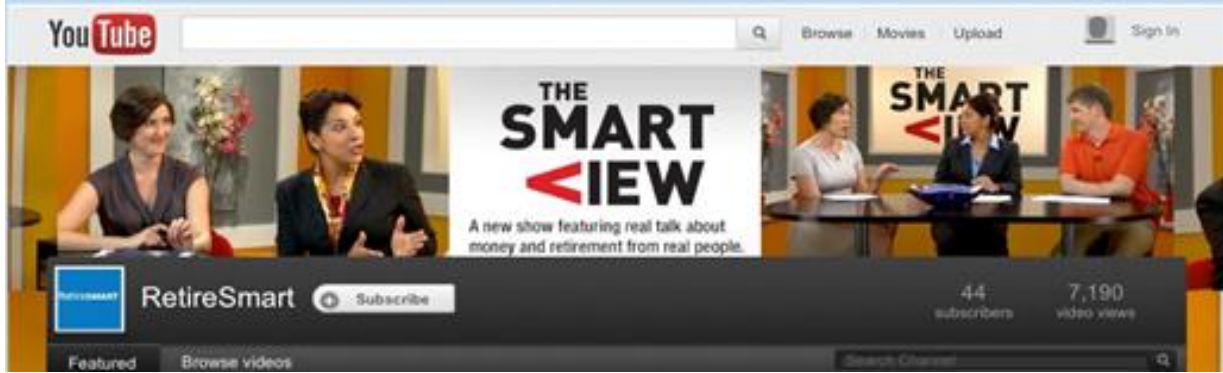 YouTube
Browse Movies Upload Sign In
THE
SMART
<IEW
A new show featuring real talk about
money and retirement from real people.
THE
SMART
<IEW
RETIRESMART
RetireSmart Subscribe
44
subscribers
7,190
video views
Featured Browse videos Search Channel